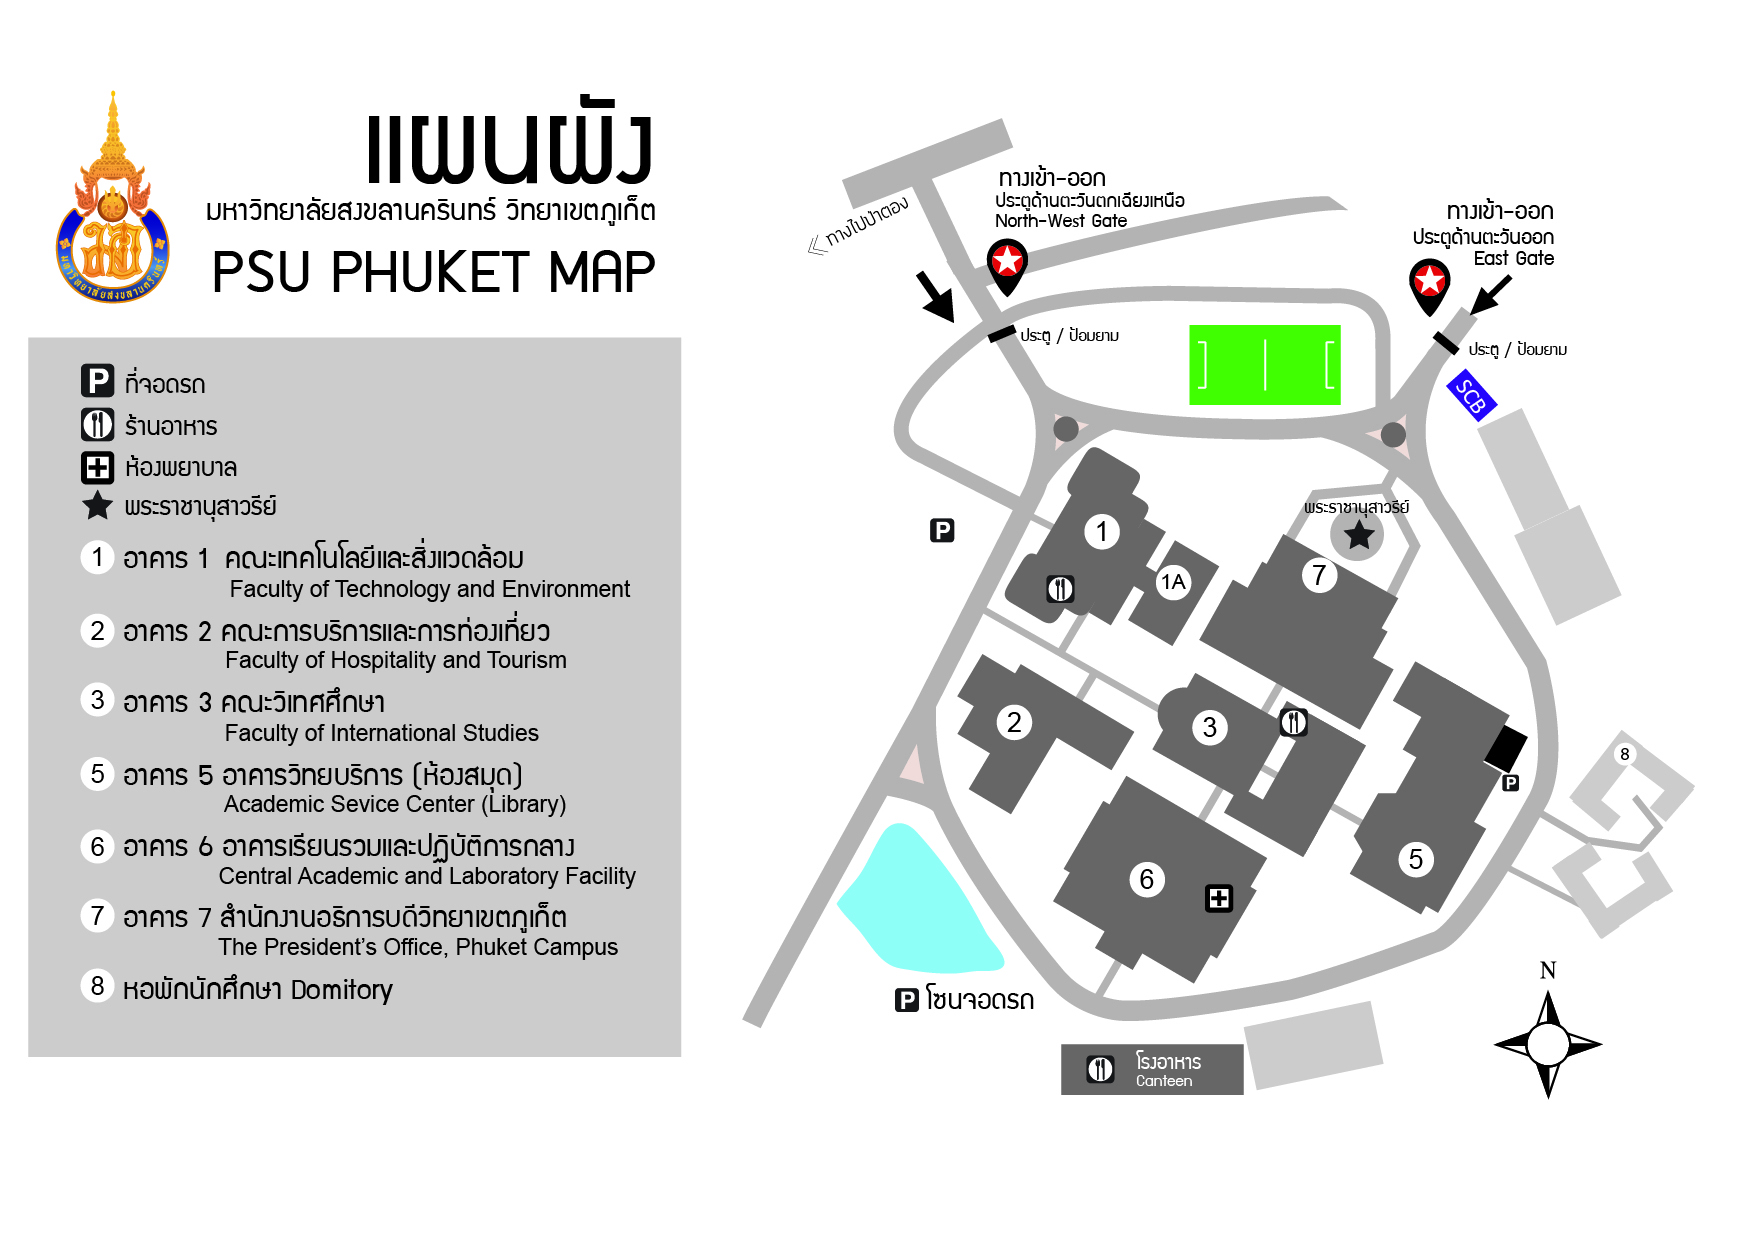 แผนผัง
มหาวิทยาลัยสงขลานครินทร์ วิทยาเขตภูเก็ต
PSU PHUKET MAP
มหาวิทยาลัยสงขลานครินทร์
P ที่จอดรถ
ร้านอาหาร
ห้องพยาบาล
พระราชานุสาวรีย์
1 อาคาร 1 คณะเทคโนโลยีและสิ่งแวดล้อม
Faculty of Technology and Environment
2 อาคาร 2 คณะการบริการและการท่องเที่ยว
Faculty of Hospitality and Tourism
3 อาคาร 3 คณะวิเทศศึกษา
Faculty of International Studies
5 อาคาร 5 อาคารวิทยบริการ (ห้องสมุด)
Academic Sevice Center (Library)
6 อาคาร 6 อาคารเรียนรวมและปฏิบัติการกลาง
Central Academic and Laboratory Facility
7 อาคาร 7 สำนักงานอธิการบดีวิทยาเขตภูเก็ต
The President's Office, Phuket Campus
8 หอพักนักศึกษา Domitory
ทางเข้า-ออก
ประตูด้านตะวันตกเฉียงเหนือ
North-West Gate
ทางไปป่าตอง
ทางเข้า-ออก
ประตูด้านตะวันออก
East Gate
ประตู / ป้อมยาม
ประตู / ป้อมยาม
SCB
พระราชานุสาวรีย์
P
1
1A
7
2
3
8
P
5
6
P โซนจอดรถ
โรงอาหาร
Canteen
N